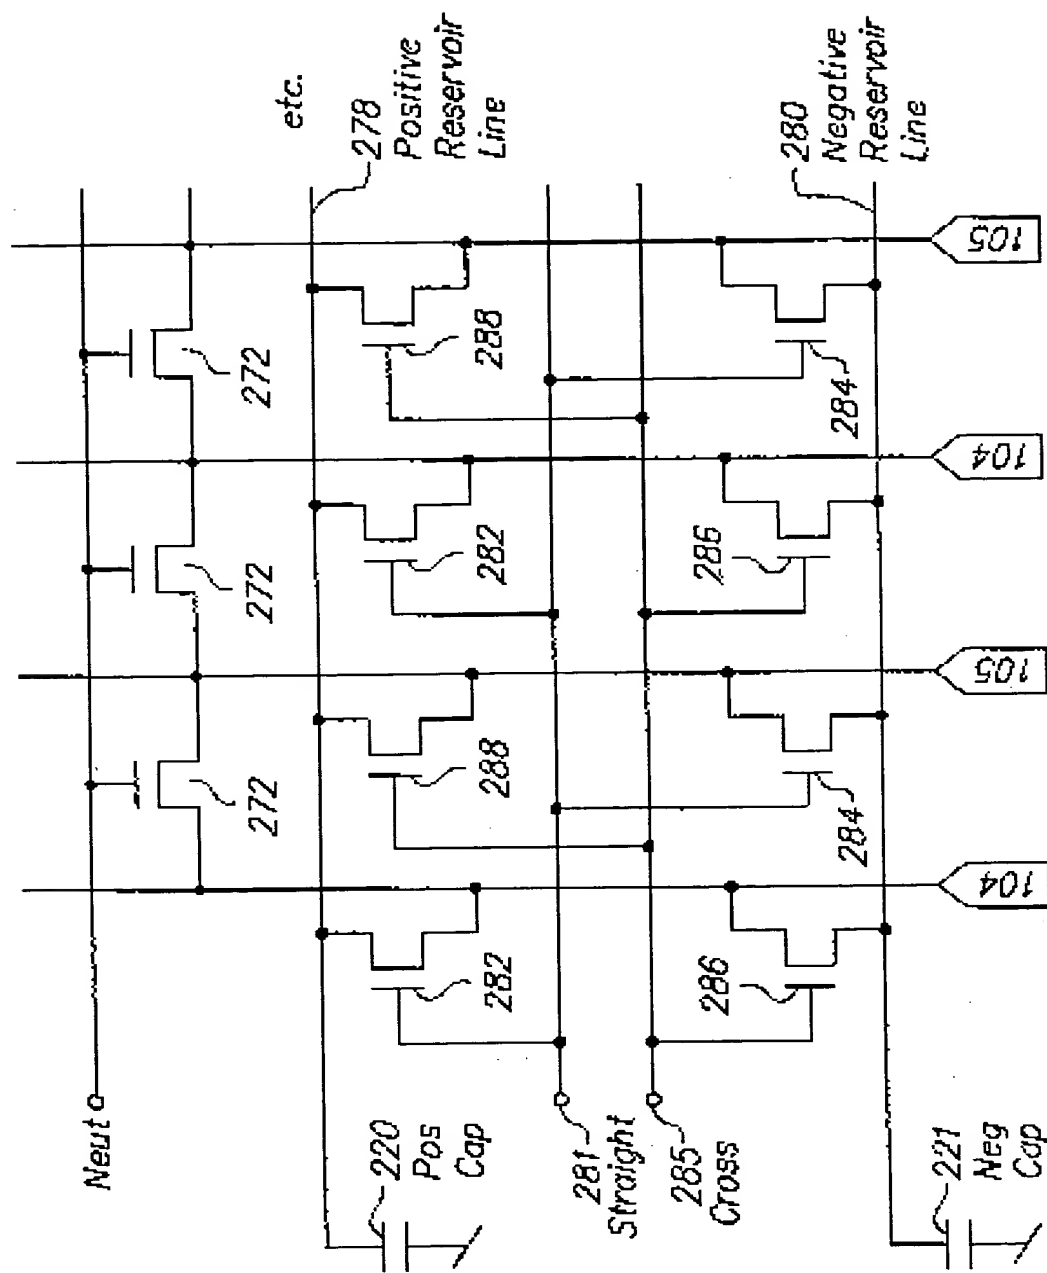 Neut
272
272
272
etc.
278
Positive
Reservoir
Line
220
Pos
Cap
282
288
282
288
281
Straight
285
Cross
286
284
286
284
280
Negative
Reservoir
Line
221
Neg
Cap
104
105
104
105